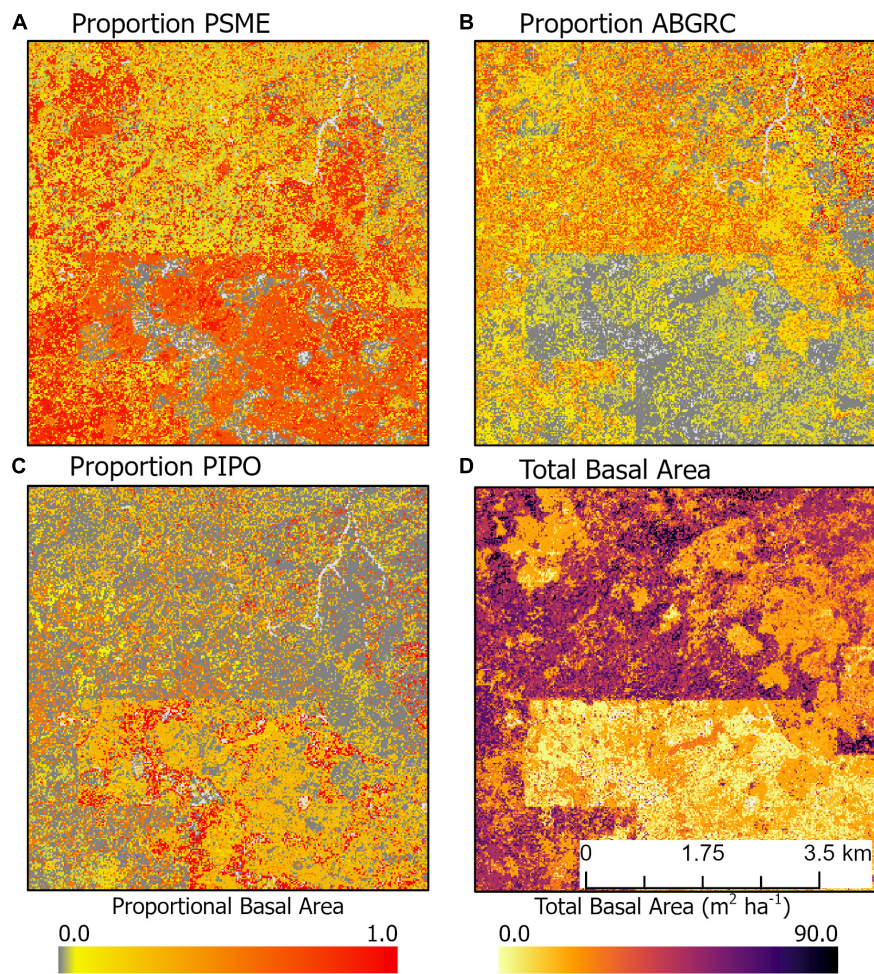 A Proportion PSME
B Proportion ABGRC
C Proportion PIPO
D Total Basal Area
0 1.75 3.5 km
Proportional Basal Area
0.0 1.0
Total Basal Area (m² ha⁻¹)
0.0 90.0